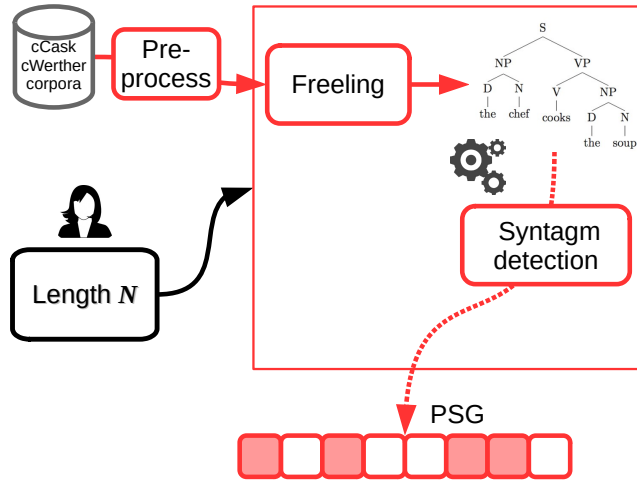 cCask
cWerther
corpora
Pre-
process
Freeling
S
NP VP
D N V NP
the chef cooks D N
the soup
Length N
Syntagm
detection
PSG